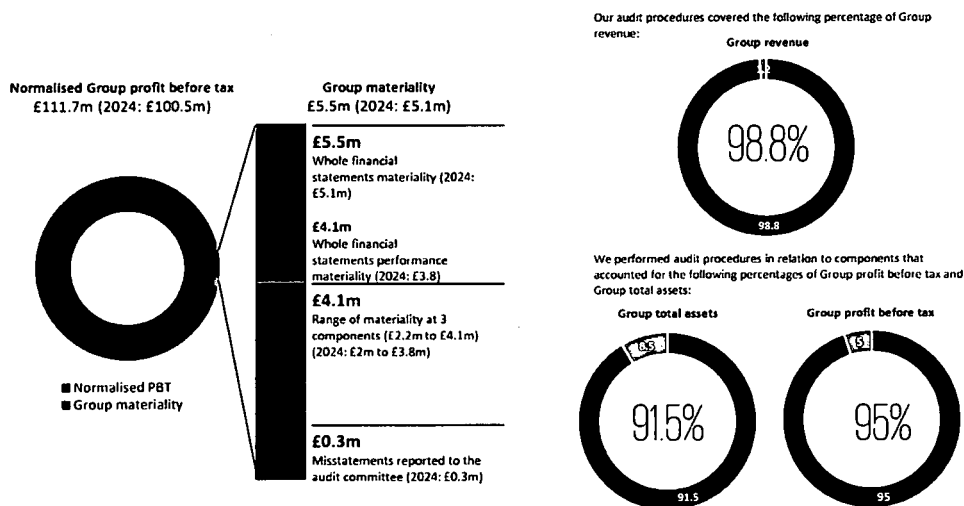 Normalised Group profit before tax
£111.7m (2024: £100.5m)
Normalised PBT
Group materiality
Group materiality
£5.5m (2024: £5.1m)
£5.5m
Whole financial
statements materiality (2024:
£5.1m)
£4.1m
Whole financial
statements performance
materiality (2024: £3.8)
£4.1m
Range of materiality at 3
components (£2.2m to £4.1m)
(2024: £2m to £3.8m)
£0.3m
Misstatements reported to the
audit committee (2024: £0.3m)
Our audit procedures covered the following percentage of Group
revenue:
Group revenue
98.8%
98.8
We performed audit procedures in relation to components that
accounted for the following percentages of Group profit before tax and
Group total assets:
Group total assets
8.5
91.5%
91.5
Group profit before tax
5
95%
95